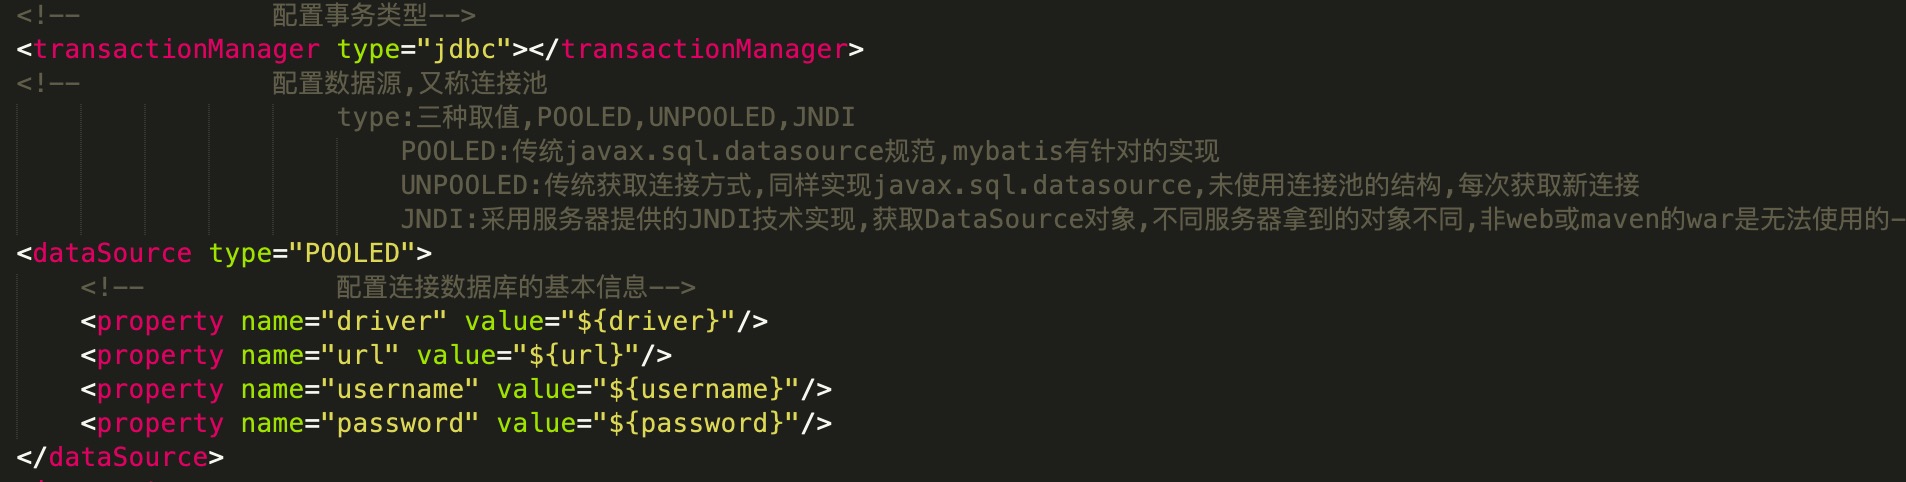 <!-- 配置事务类型-->
<transactionManager type="jdbc"></transactionManager>
<!-- 配置数据源,又称连接池
type:三种取值,POOLED,UNPOOLED,JNDI
POOLED:传统javax.sql.datasource规范,mybatis有针对的实现
UNPOOLED:传统获取连接方式,同样实现javax.sql.datasource,未使用连接池的结构,每次获取新连接
JNDI:采用服务器提供的JNDI技术实现,获取DataSource对象,不同服务器拿到的对象不同,非web或maven的war是无法使用的-
<dataSource type="POOLED">
<!-- 配置连接数据库的基本信息-->
<property name="driver" value="${driver}"/>
<property name="url" value="${url}"/>
<property name="username" value="${username}"/>
<property name="password" value="${password}"/>
</dataSource>